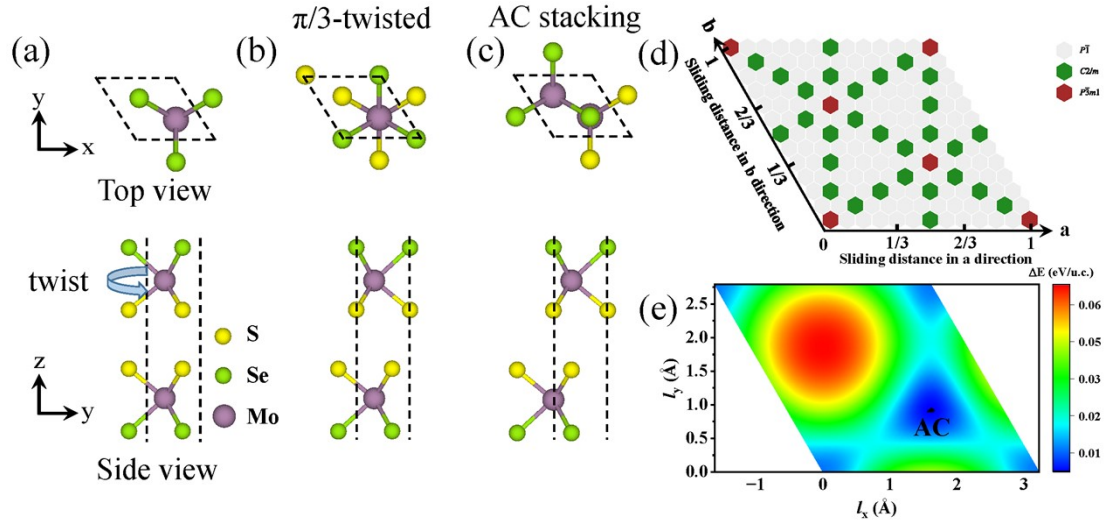 π/3-twisted
AC stacking
(a)
(b)
(c)
(d)
y
x
Top view
twist
S
Se
Mo
z
y
Side view
b
1
2/3
1/3
Sliding distance in b direction
0
1/3
2/3
1
a
Sliding distance in a direction
P1̄
C2/m
P3̄m1
(e)
ΔE (eV/u.c.)
2.5
2.0
1.5
1.0
0.5
0.0
l_y (Å)
−1
0
1
2
3
l_x (Å)
AC
0.06
0.05
0.04
0.03
0.02
0.01